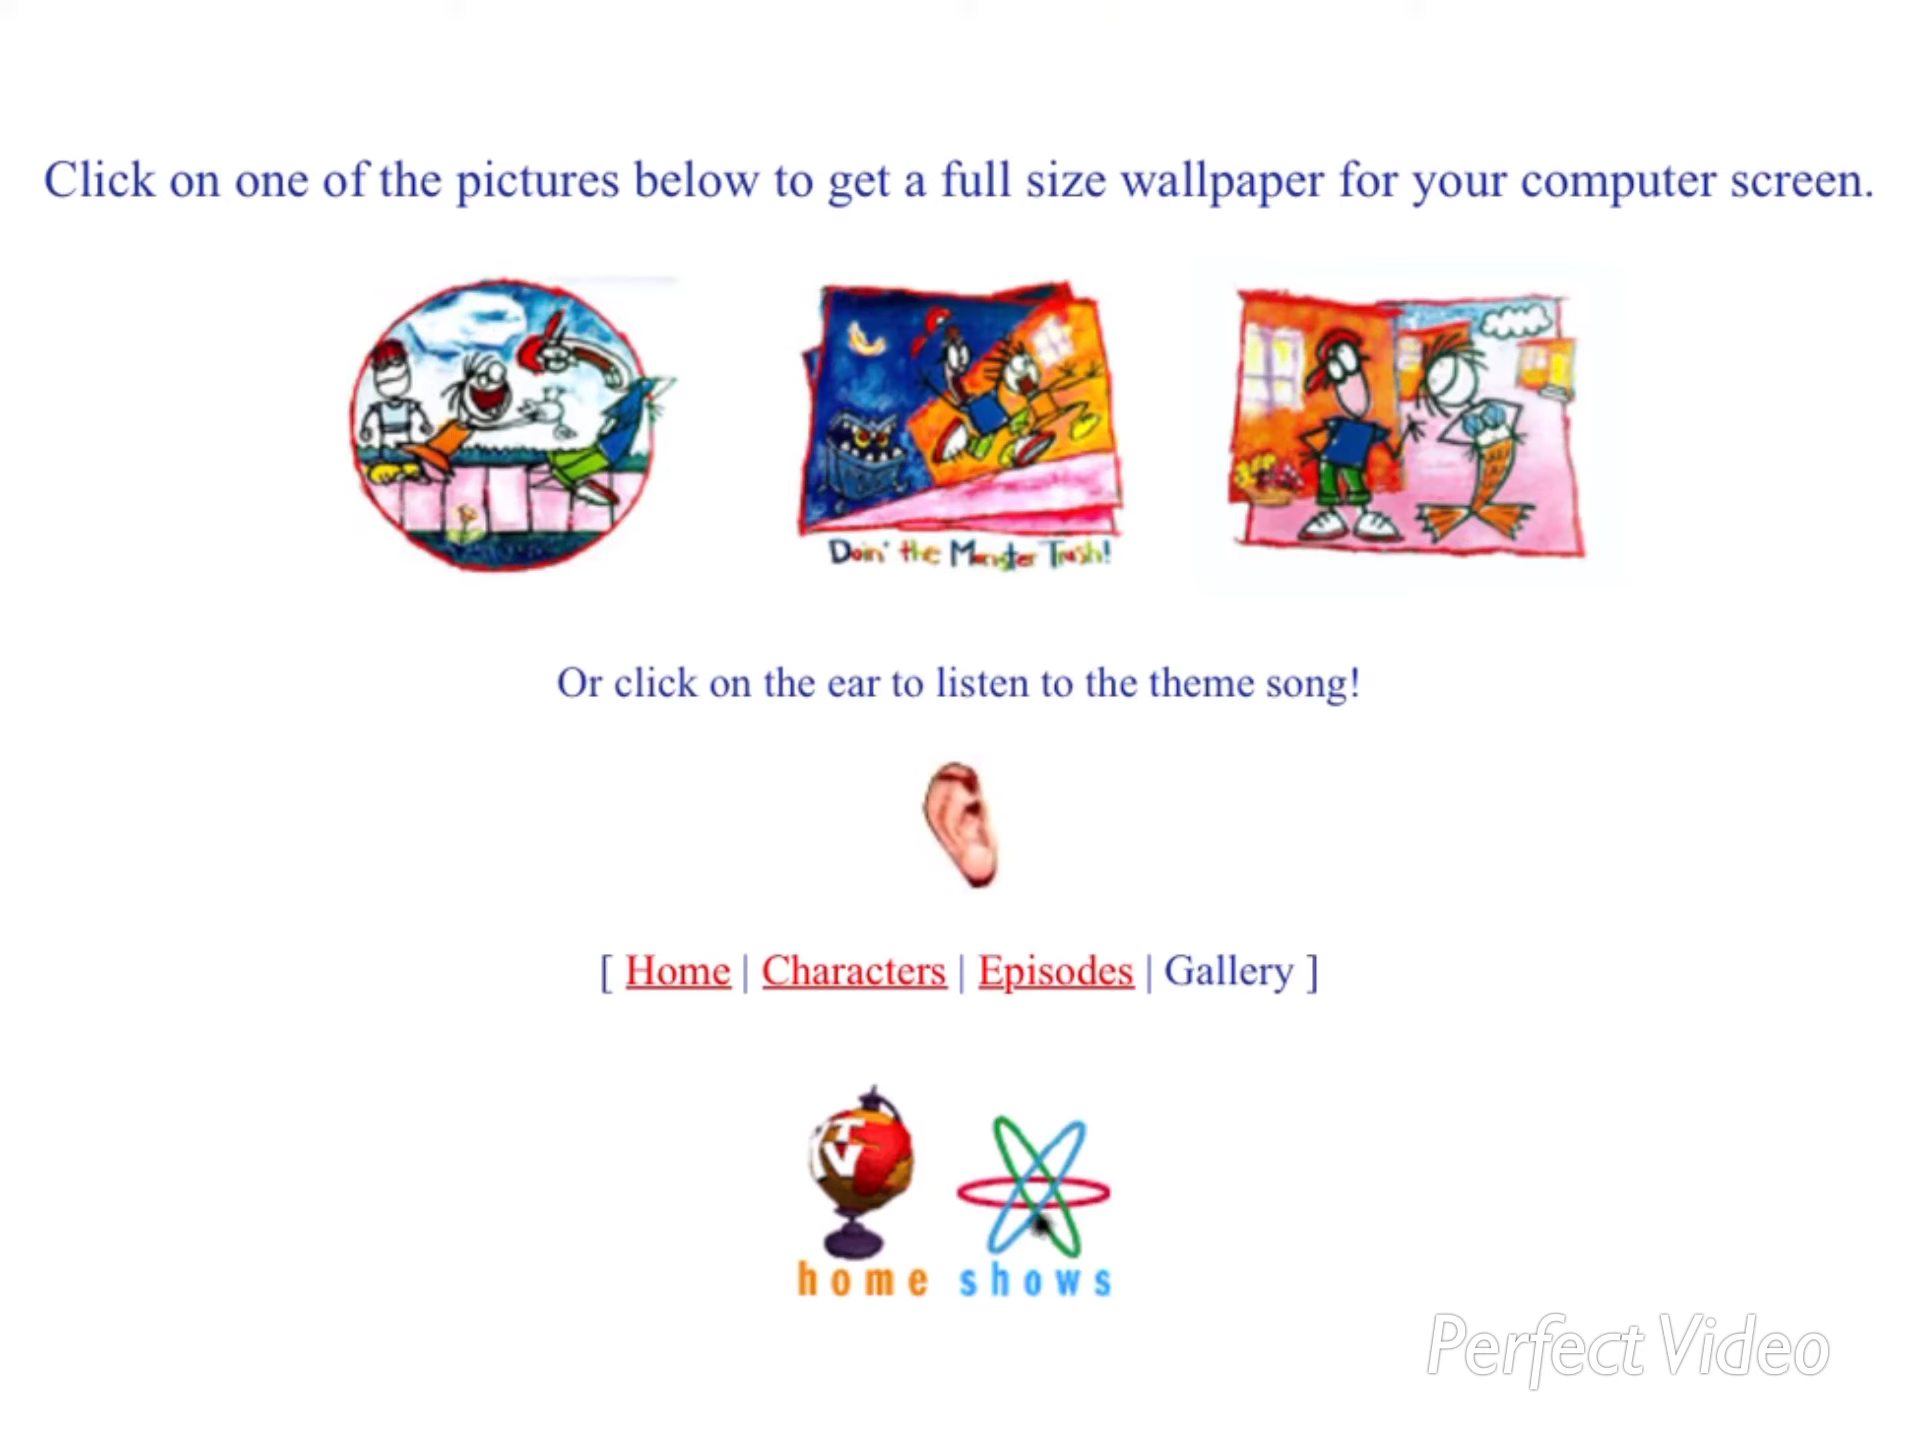 Click on one of the pictures below to get a full size wallpaper for your computer screen.
Doin' the Monster Trash!
Or click on the ear to listen to the theme song!
[ Home | Characters | Episodes | Gallery ]
TV
home shows
Perfect Video